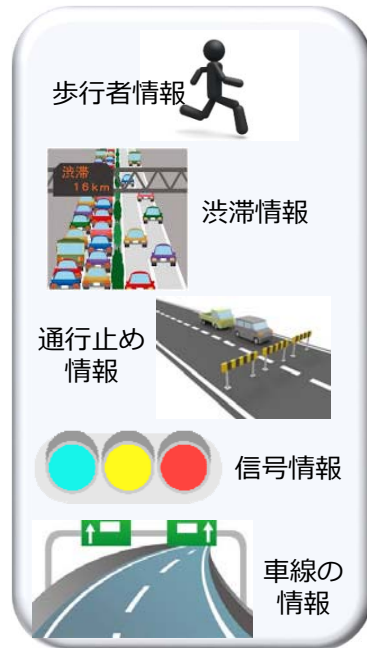 歩行者情報
渋滞
16km
渋滞情報
通行止め
情報
信号情報
車線の
情報